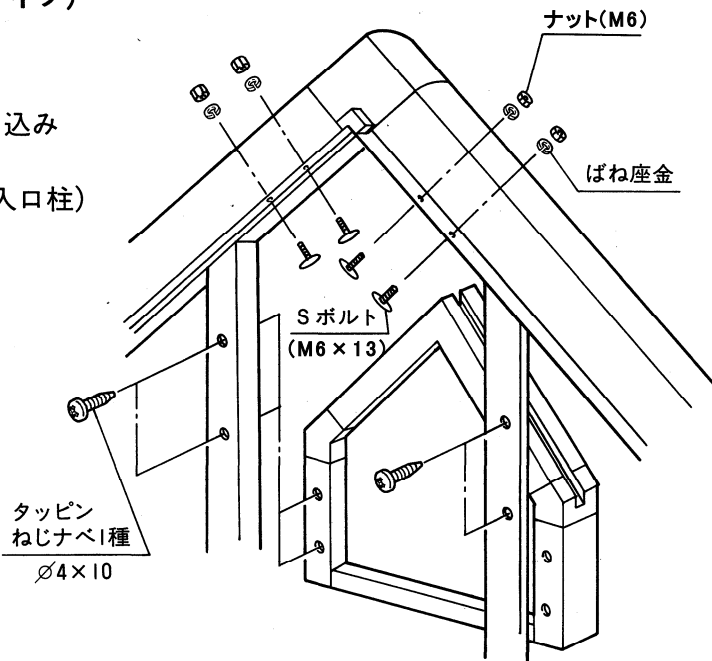 イプ)
ナット(M6)
込み
ばね座金
入口柱)
Sボルト
(M6×13)
タッピン
ねじナベ1種
∅4×10